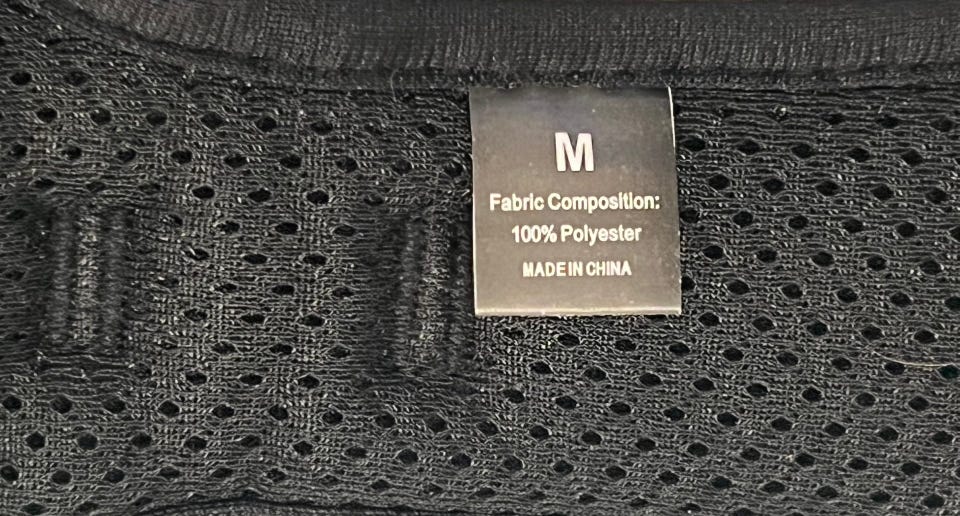 M
Fabric Composition:
100% Polyester
MADE IN CHINA